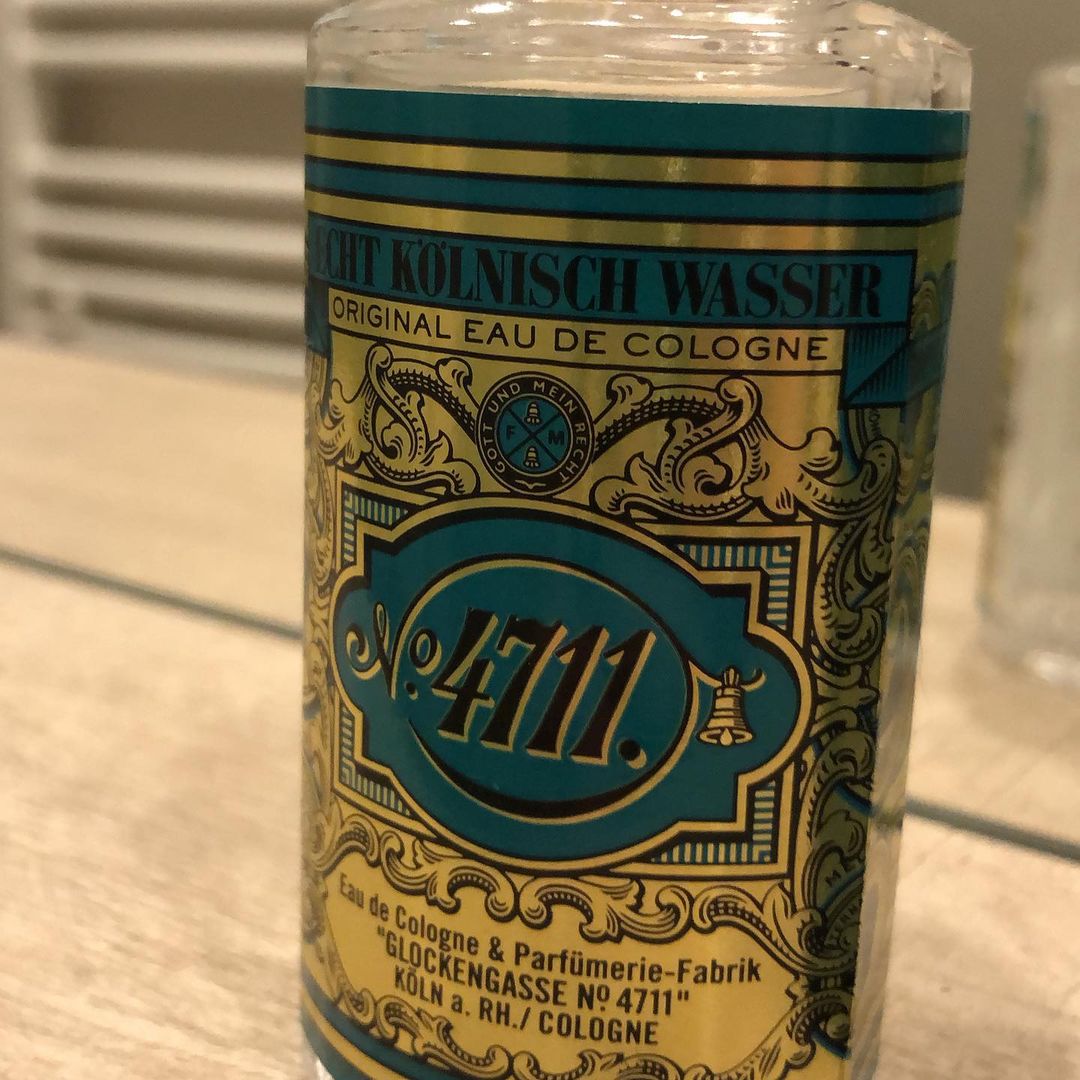 ECHT KÖLNISCH WASSER
ORIGINAL EAU DE COLOGNE
GOTT UND MEIN RECHT
F M
No. 4711.
Eau de Cologne & Parfümerie-Fabrik
"GLOCKENGASSE No 4711"
KÖLN a. RH./ COLOGNE